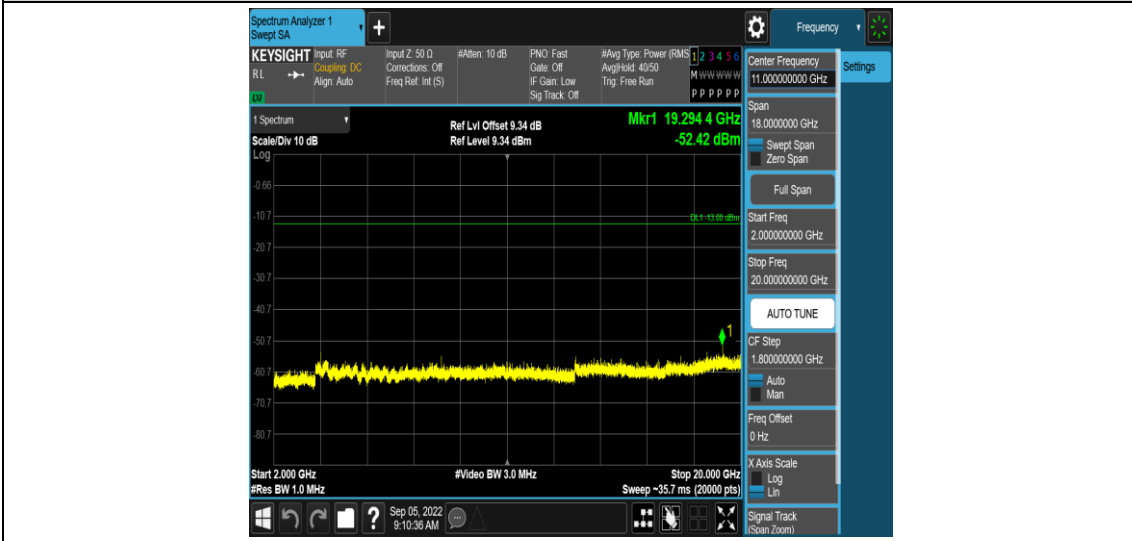 Spectrum Analyzer 1
Swept SA
+
Frequency
KEYSIGHT
RL
Input: RF
Coupling: DC
Align: Auto
Input Z: 50 Ω
Corrections: Off
Freq Ref: Int (S)
#Atten: 10 dB
PNO: Fast
Gate: Off
IF Gain: Low
Sig Track: Off
#Avg Type: Power (RMS
Avg|Hold: 40/50
Trig: Free Run
1 2 3 4 5 6
M W W W W W
P P P P P P
1 Spectrum
Scale/Div 10 dB
Log
Ref Lvl Offset 9.34 dB
Ref Level 9.34 dBm
Mkr1 19.294 4 GHz
-52.42 dBm
-0.66
-10.7
DL1 -13.00 dBm
-20.7
-30.7
-40.7
-50.7
1
-60.7
-70.7
-80.7
Start 2.000 GHz
#Video BW 3.0 MHz
Stop 20.000 GHz
#Res BW 1.0 MHz
Sweep ~35.7 ms (20000 pts)
?
Sep 05, 2022
9:10:36 AM
Center Frequency
11.000000000 GHz
Settings
Span
18.0000000 GHz
Swept Span
Zero Span
Full Span
Start Freq
2.000000000 GHz
Stop Freq
20.000000000 GHz
AUTO TUNE
CF Step
1.800000000 GHz
Auto
Man
Freq Offset
0 Hz
X Axis Scale
Log
Lin
Signal Track
(Span Zoom)